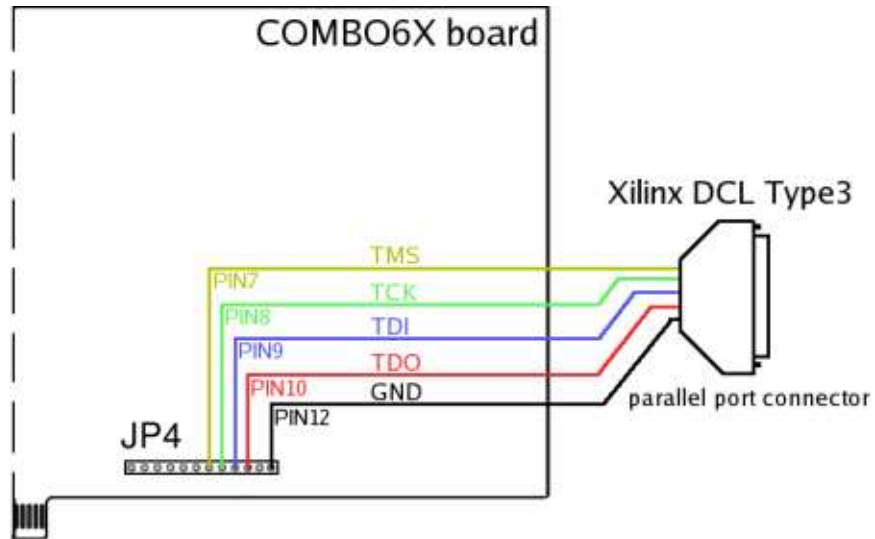 COMBO6X board
Xilinx DCL Type3
TMS
PIN7
TCK
PIN8
TDI
PIN9
TDO
PIN10
GND
parallel port connector
PIN12
JP4